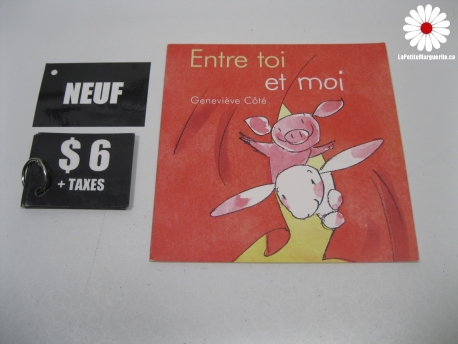 NEUF
$6
+ TAXES
Entre toi
et moi
Geneviève Côté
LaPetiteMarguerite.ca